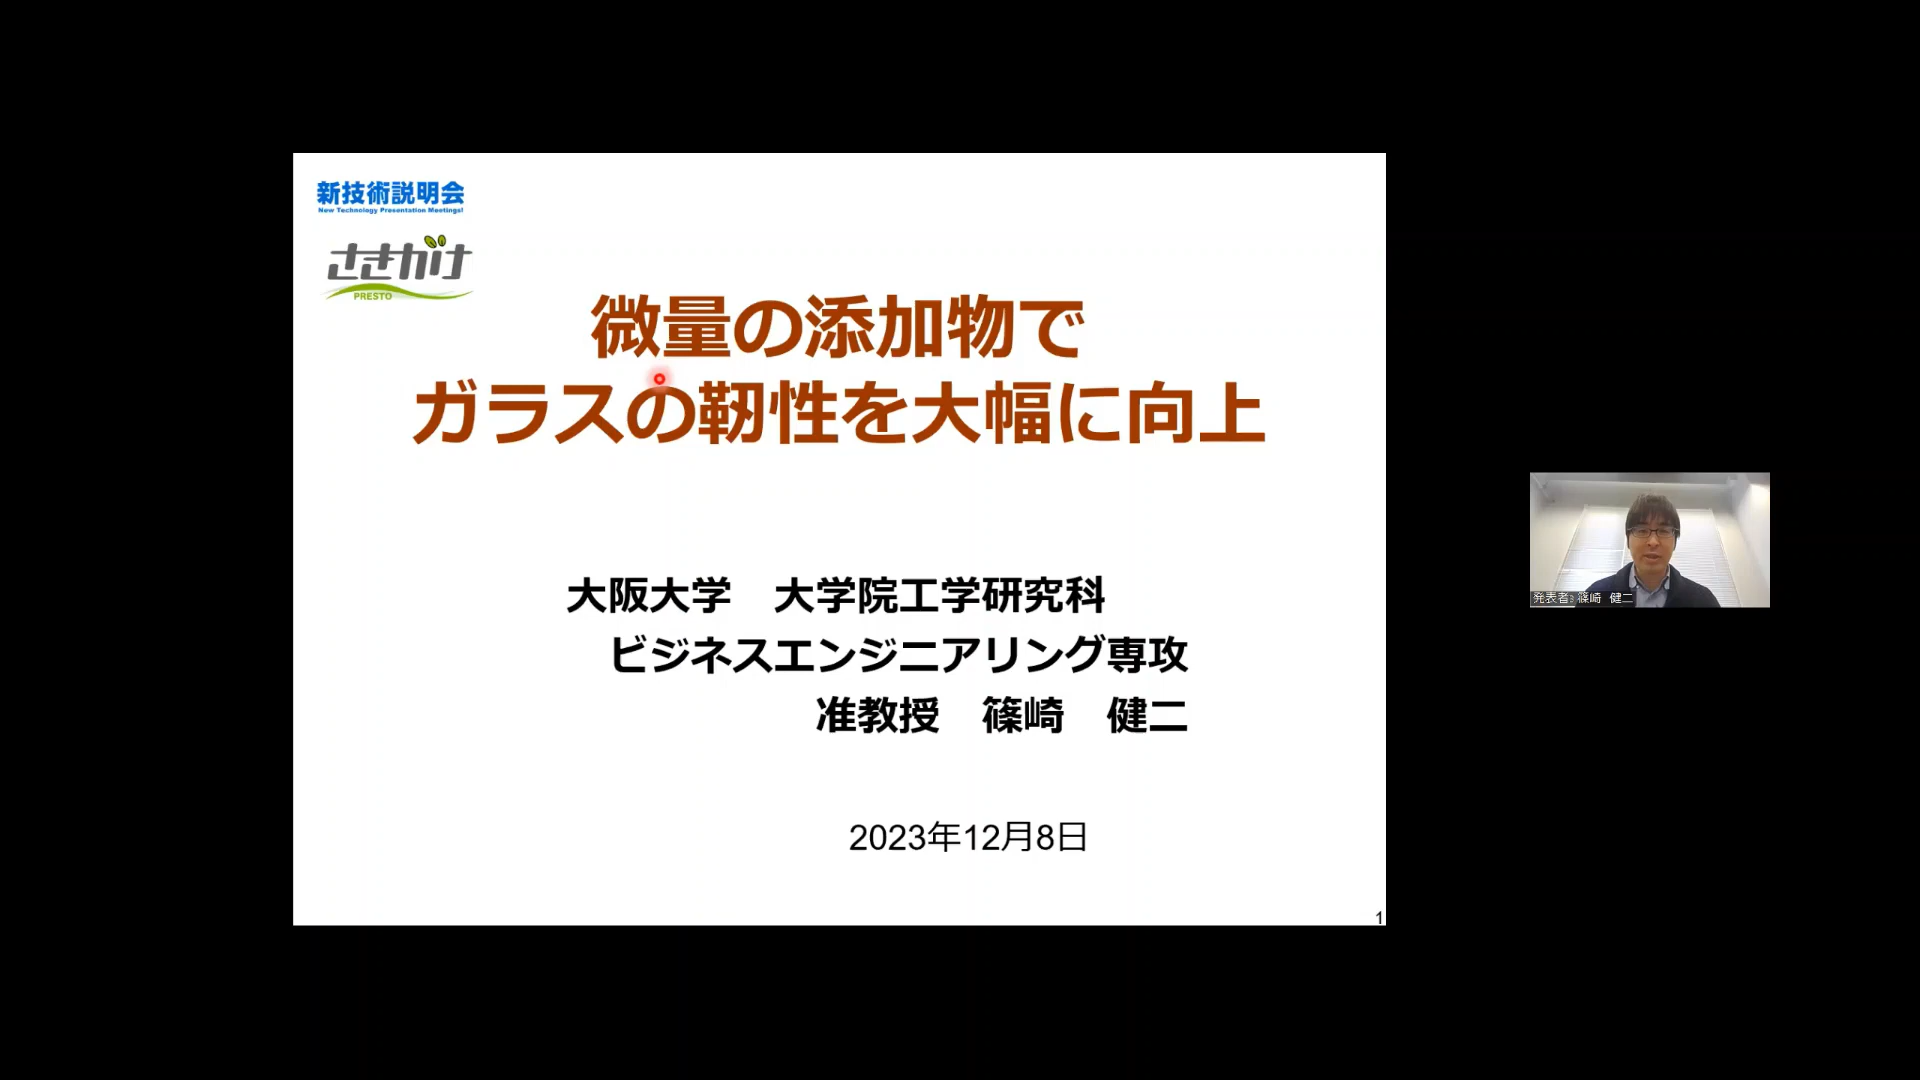 新技術説明会
New Technology Presentation Meetings!
さきがけ
PRESTO
微量の添加物で
ガラスの靭性を大幅に向上
大阪大学　大学院工学研究科
ビジネスエンジニアリング専攻
准教授　篠崎　健二
2023年12月8日
1
発表者：篠崎　健二